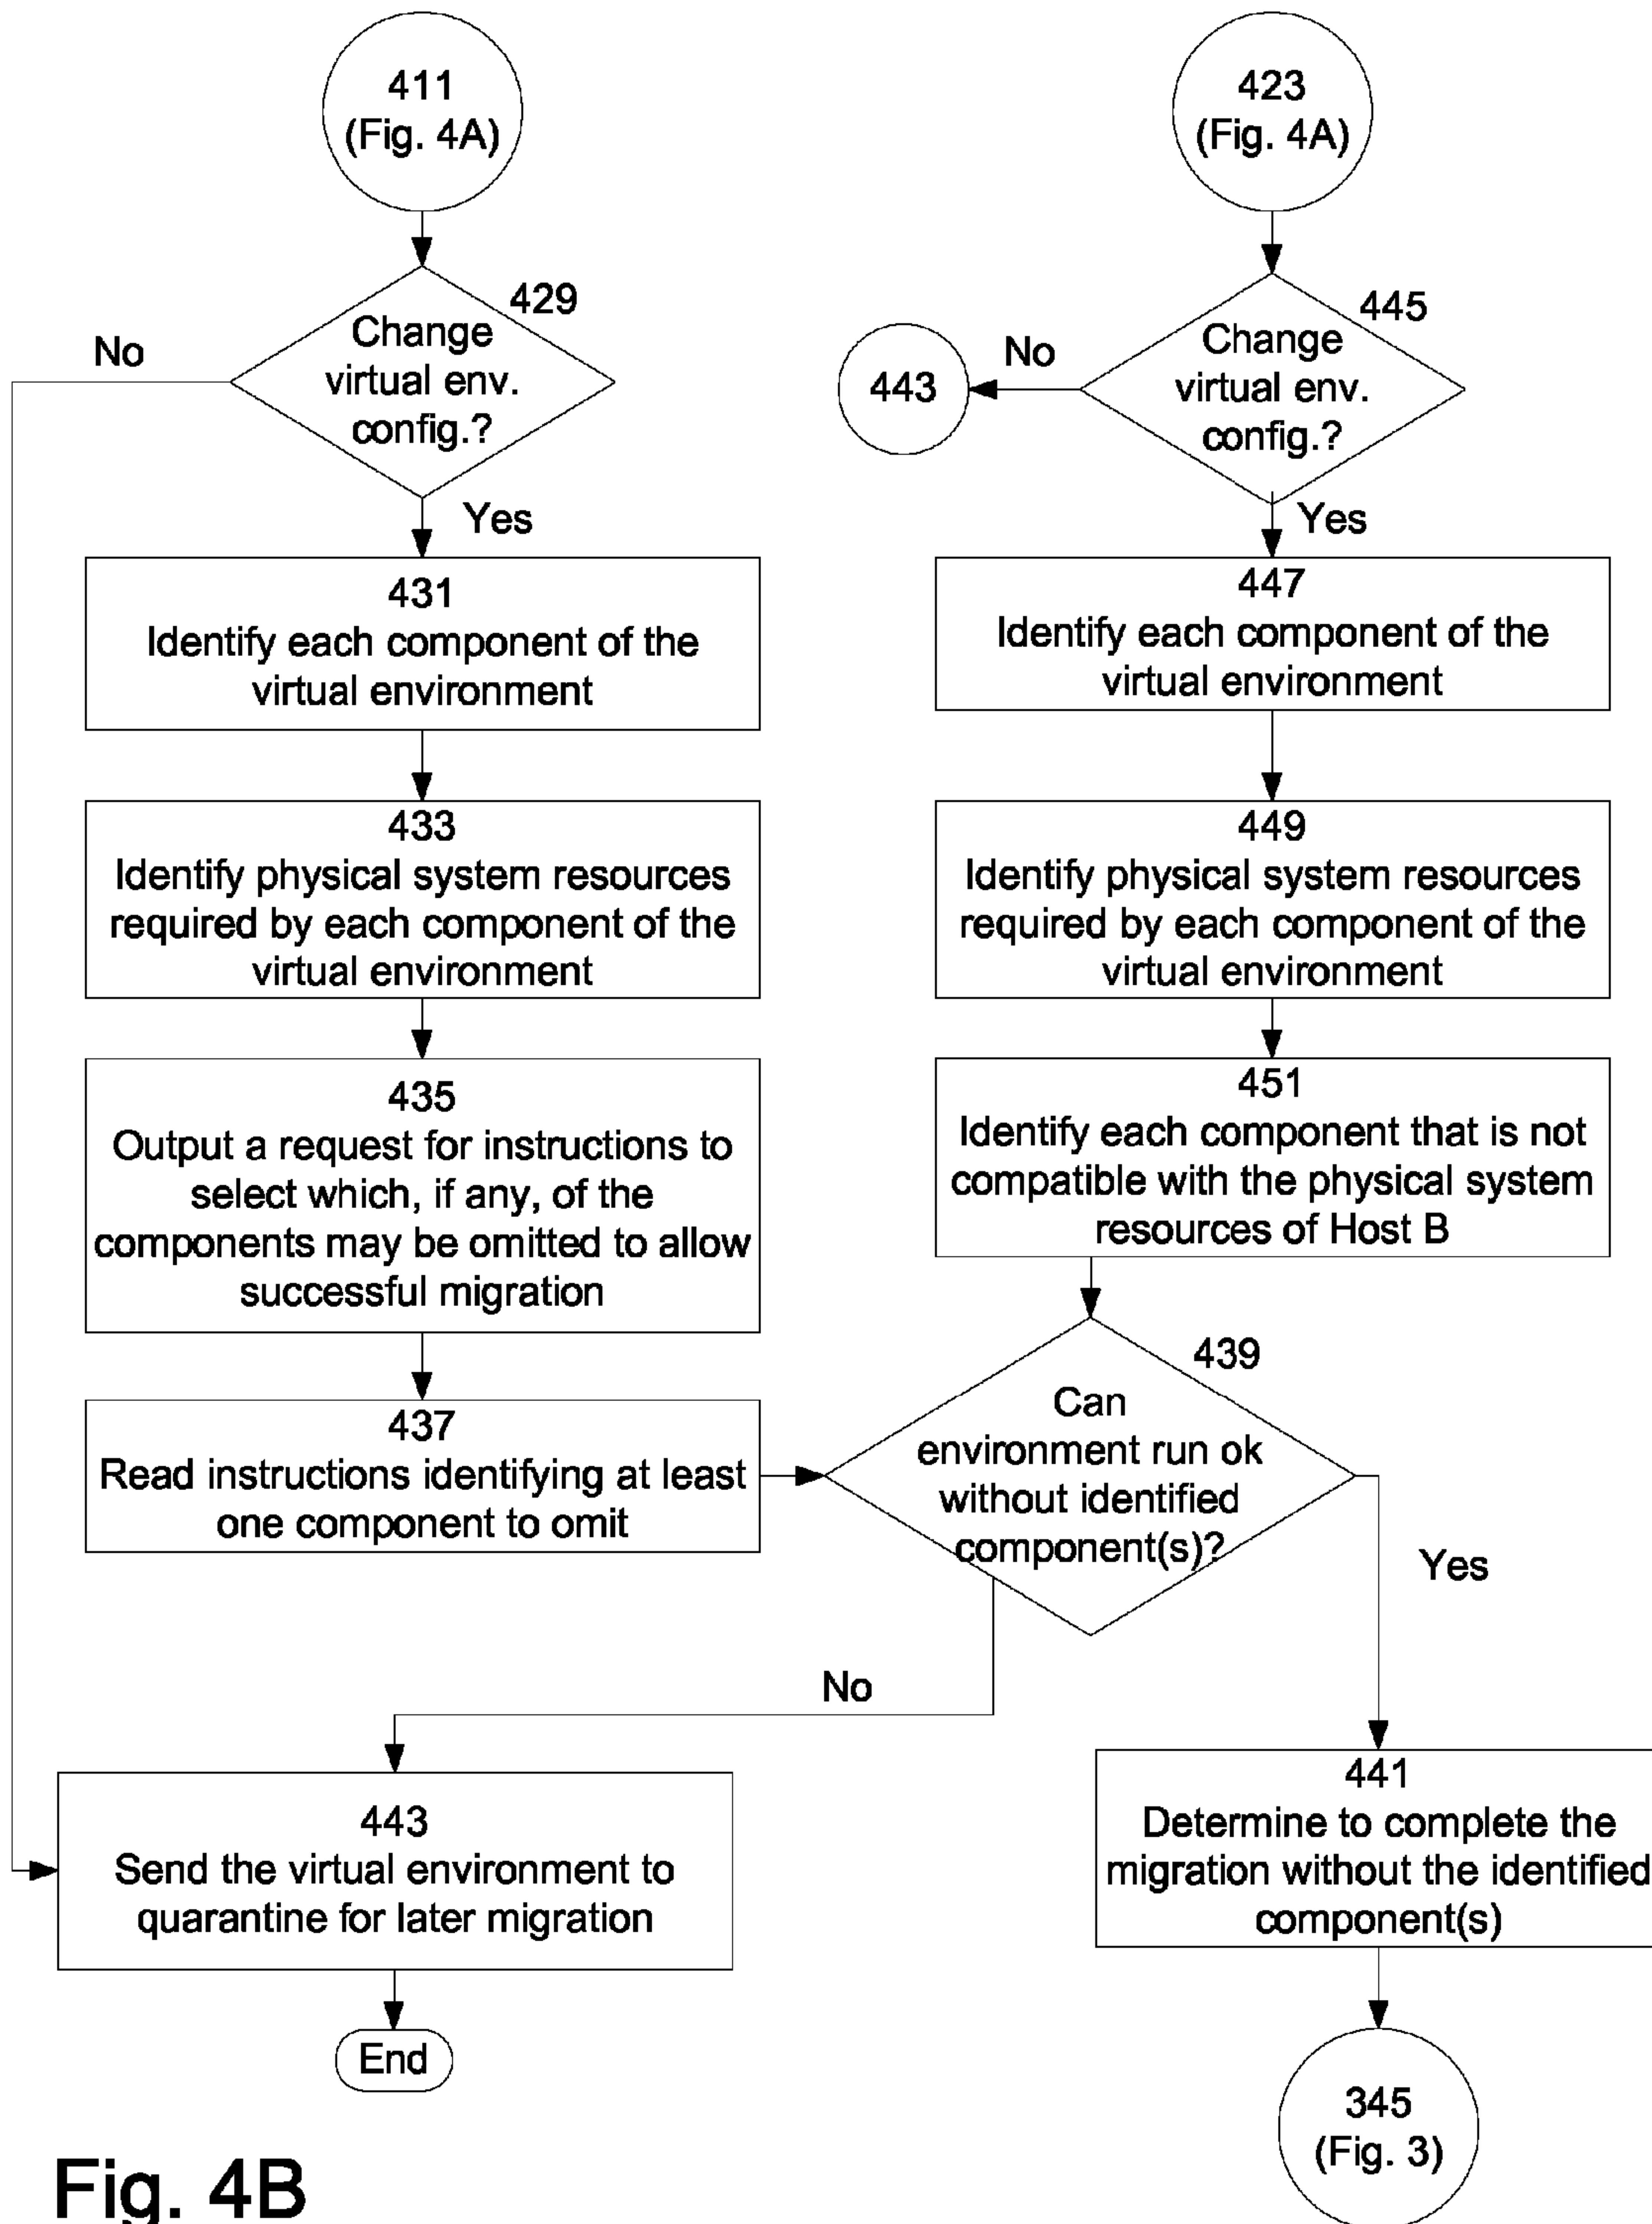 411
(Fig. 4A)
429
Change
virtual env.
config.?
No
Yes
431
Identify each component of the
virtual environment
433
Identify physical system resources
required by each component of the
virtual environment
435
Output a request for instructions to
select which, if any, of the
components may be omitted to allow
successful migration
437
Read instructions identifying at least
one component to omit
423
(Fig. 4A)
445
Change
virtual env.
config.?
No
443
Yes
447
Identify each component of the
virtual environment
449
Identify physical system resources
required by each component of the
virtual environment
451
Identify each component that is not
compatible with the physical system
resources of Host B
439
Can
environment run ok
without identified
component(s)?
Yes
No
443
Send the virtual environment to
quarantine for later migration
End
441
Determine to complete the
migration without the identified
component(s)
345
(Fig. 3)
Fig. 4B